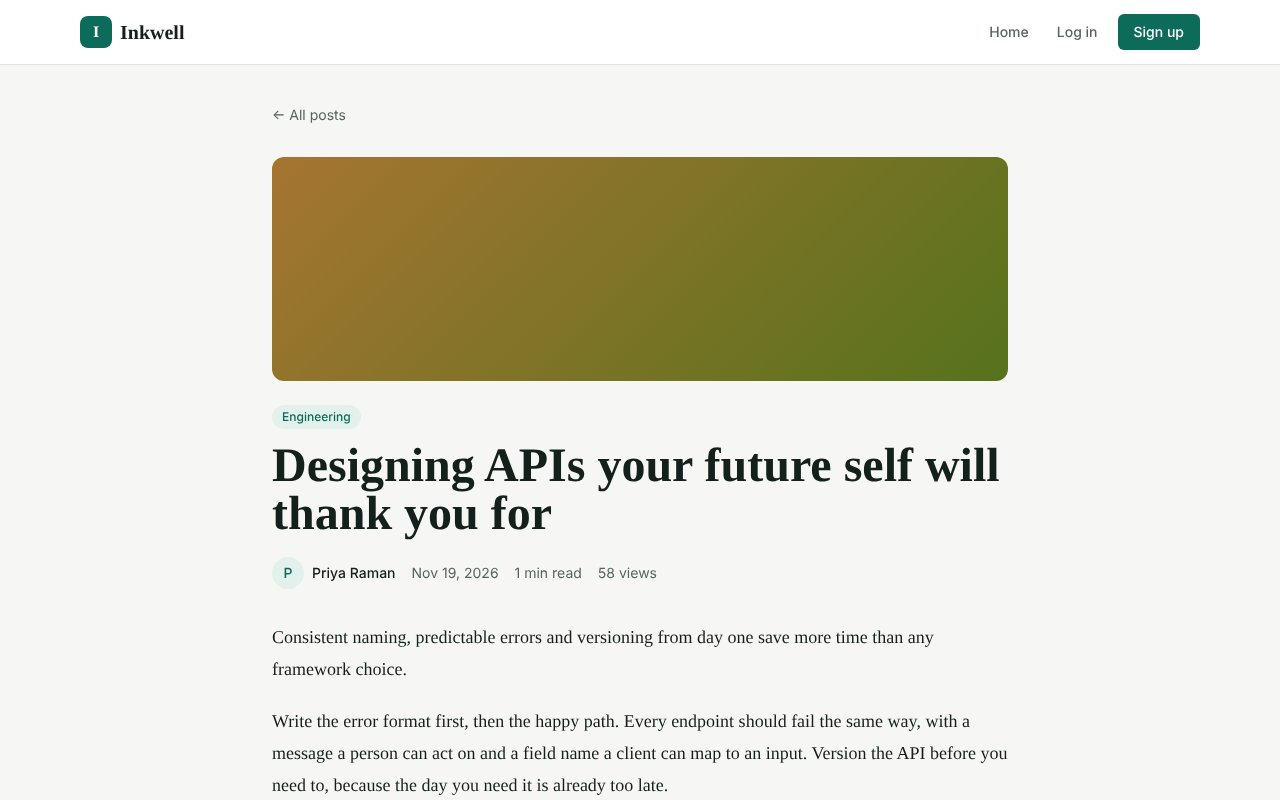 I
Inkwell
Home
Log in
Sign up
← All posts
Engineering
Designing APIs your future self will
thank you for
P
Priya Raman
Nov 19, 2026
1 min read
58 views
Consistent naming, predictable errors and versioning from day one save more time than any
framework choice.
Write the error format first, then the happy path. Every endpoint should fail the same way, with a
message a person can act on and a field name a client can map to an input. Version the API before you
need to, because the day you need it is already too late.